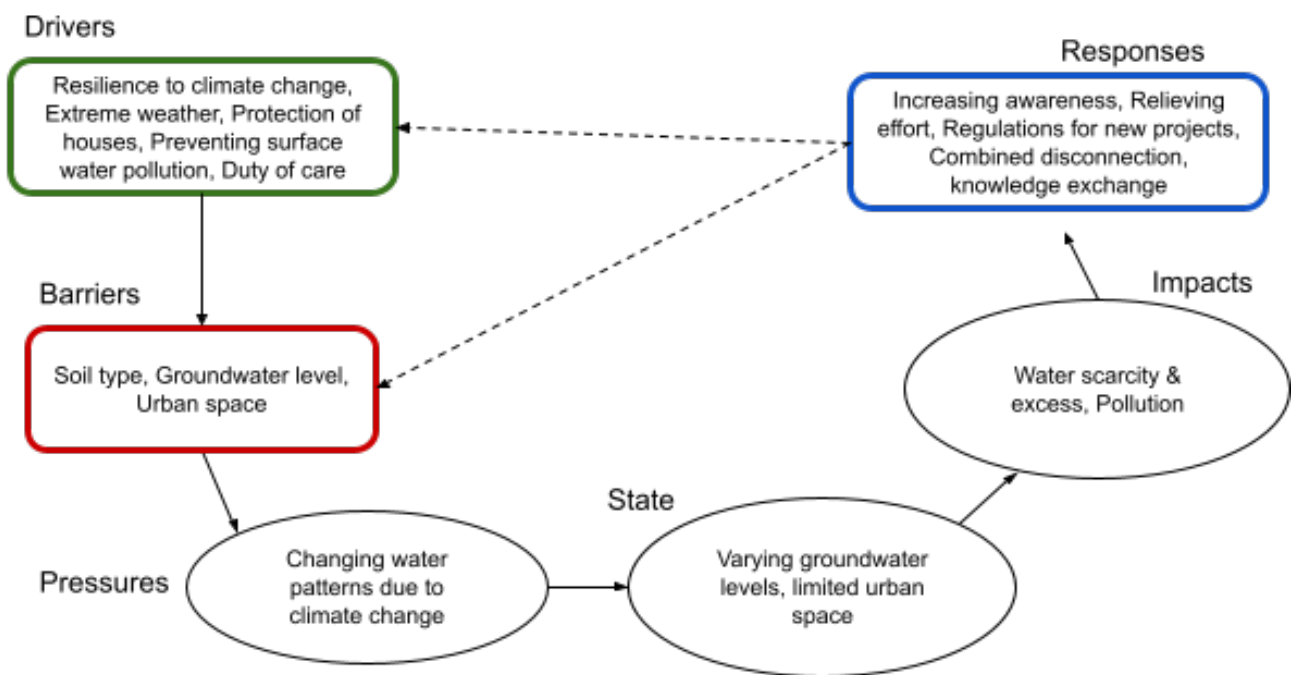 Drivers
Resilience to climate change,
Extreme weather, Protection of
houses, Preventing surface
water pollution, Duty of care
Responses
Increasing awareness, Relieving
effort, Regulations for new projects,
Combined disconnection,
knowledge exchange
Barriers
Soil type, Groundwater level,
Urban space
Impacts
Water scarcity &
excess, Pollution
Pressures
Changing water
patterns due to
climate change
State
Varying groundwater
levels, limited urban
space